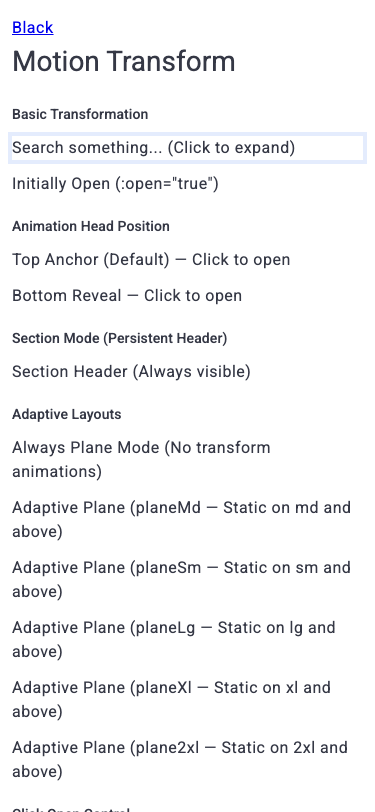 Black
Motion Transform
Basic Transformation
Search something... (Click to expand)
Initially Open (:open="true")
Animation Head Position
Top Anchor (Default) — Click to open
Bottom Reveal — Click to open
Section Mode (Persistent Header)
Section Header (Always visible)
Adaptive Layouts
Always Plane Mode (No transform
animations)
Adaptive Plane (planeMd — Static on md and
above)
Adaptive Plane (planeSm — Static on sm and
above)
Adaptive Plane (planeLg — Static on lg and
above)
Adaptive Plane (planeXl — Static on xl and
above)
Adaptive Plane (plane2xl — Static on 2xl and
above)